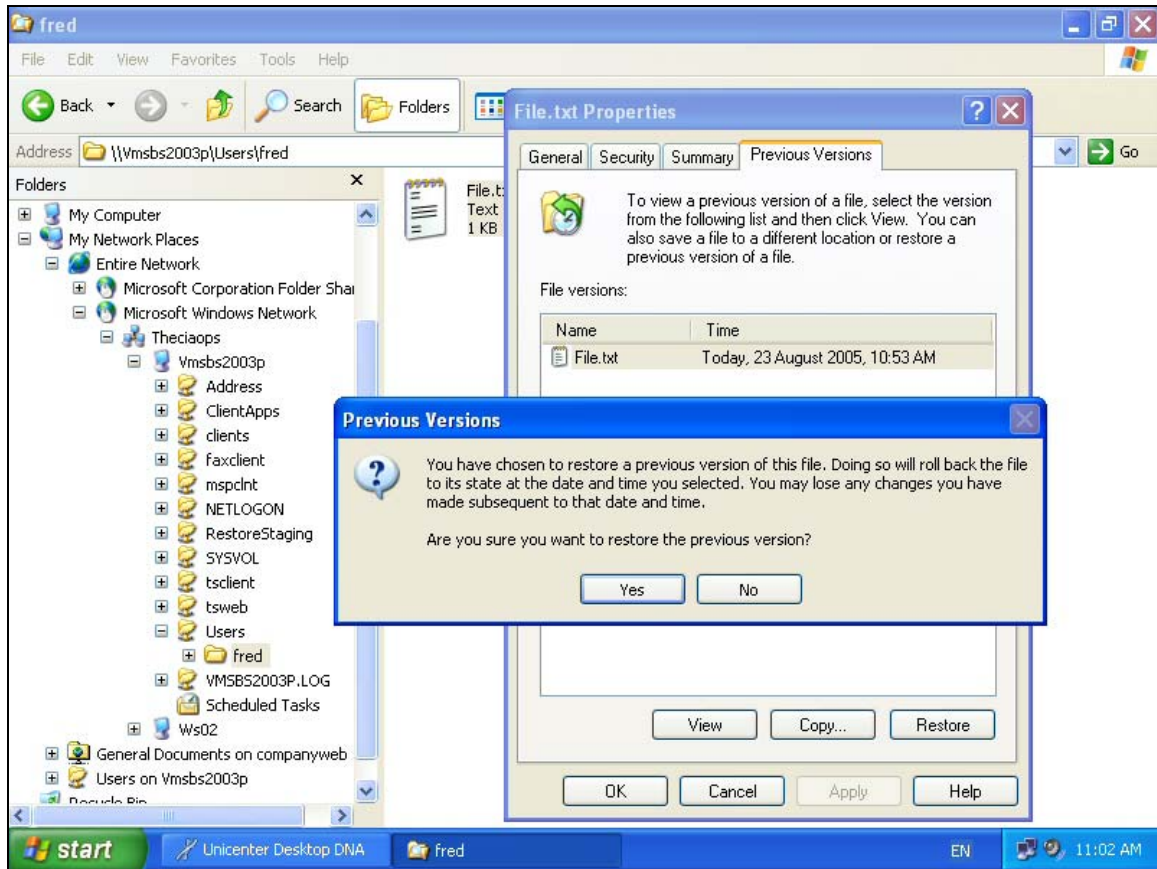 fred
File Edit View Favorites Tools Help
Back Search Folders
Address \\Vmsbs2003p\Users\fred Go
Folders
My Computer
My Network Places
Entire Network
Microsoft Corporation Folder Shar
Microsoft Windows Network
Theciaops
Vmsbs2003p
Address
ClientApps
clients
faxclient
mspclnt
NETLOGON
RestoreStaging
SYSVOL
tsclient
tsweb
Users
fred
VMSBS2003P.LOG
Scheduled Tasks
Ws02
General Documents on companyweb
Users on Vmsbs2003p
Recycle Bin
File.t
Text
1 KB
File.txt Properties
General Security Summary Previous Versions
To view a previous version of a file, select the version
from the following list and then click View. You can
also save a file to a different location or restore a
previous version of a file.
File versions:
Name Time
File.txt Today, 23 August 2005, 10:53 AM
Previous Versions
You have chosen to restore a previous version of this file. Doing so will roll back the file
to its state at the date and time you selected. You may lose any changes you have
made subsequent to that date and time.
Are you sure you want to restore the previous version?
Yes No
View Copy... Restore
OK Cancel Apply Help
start Unicenter Desktop DNA fred EN 11:02 AM